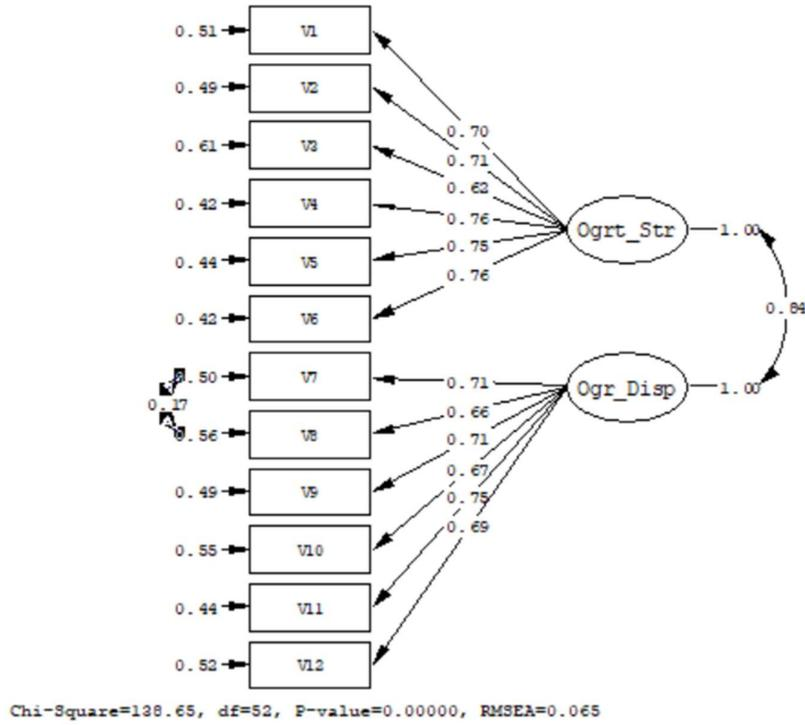 0.51 V1
0.49 V2
0.61 V3
0.70
0.71
0.62
0.42 V4
0.76
Ogrt_Str 1.00
0.44 V5
0.75
0.76
0.42 V6
0.84
0.50 V7
0.71
Ogr_Disp 1.00
0.17
0.66
0.56 V8
0.71
0.67
0.49 V9
0.75
0.69
0.55 V10
0.44 V11
0.52 V12
Chi-Square=138.65, df=52, P-value=0.00000, RMSEA=0.065